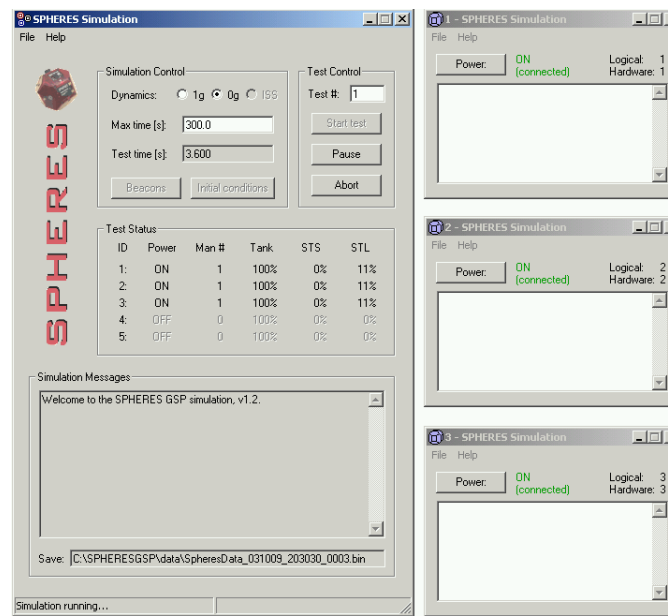 SPHERES Simulation
File Help
SPHERES
Simulation Control
Dynamics: 1g 0g ISS
Max time [s]: 300.0
Test time [s]: 3.600
Beacons Initial conditions
Test Control
Test #: 1
Start test
Pause
Abort
Test Status
ID Power Man # Tank STS STL
1: ON 1 100% 0% 11%
2: ON 1 100% 0% 11%
3: ON 1 100% 0% 11%
4: OFF 0 100% 0% 0%
5: OFF 0 100% 0% 0%
Simulation Messages
Welcome to the SPHERES GSP simulation, v1.2.
Save: C:\SPHERESGSP\data\SpheresData_031009_203030_0003.bin
Simulation running...
1 - SPHERES Simulation
File Help
Power: ON Logical: 1
(connected) Hardware: 1
2 - SPHERES Simulation
File Help
Power: ON Logical: 2
(connected) Hardware: 2
3 - SPHERES Simulation
File Help
Power: ON Logical: 3
(connected) Hardware: 3